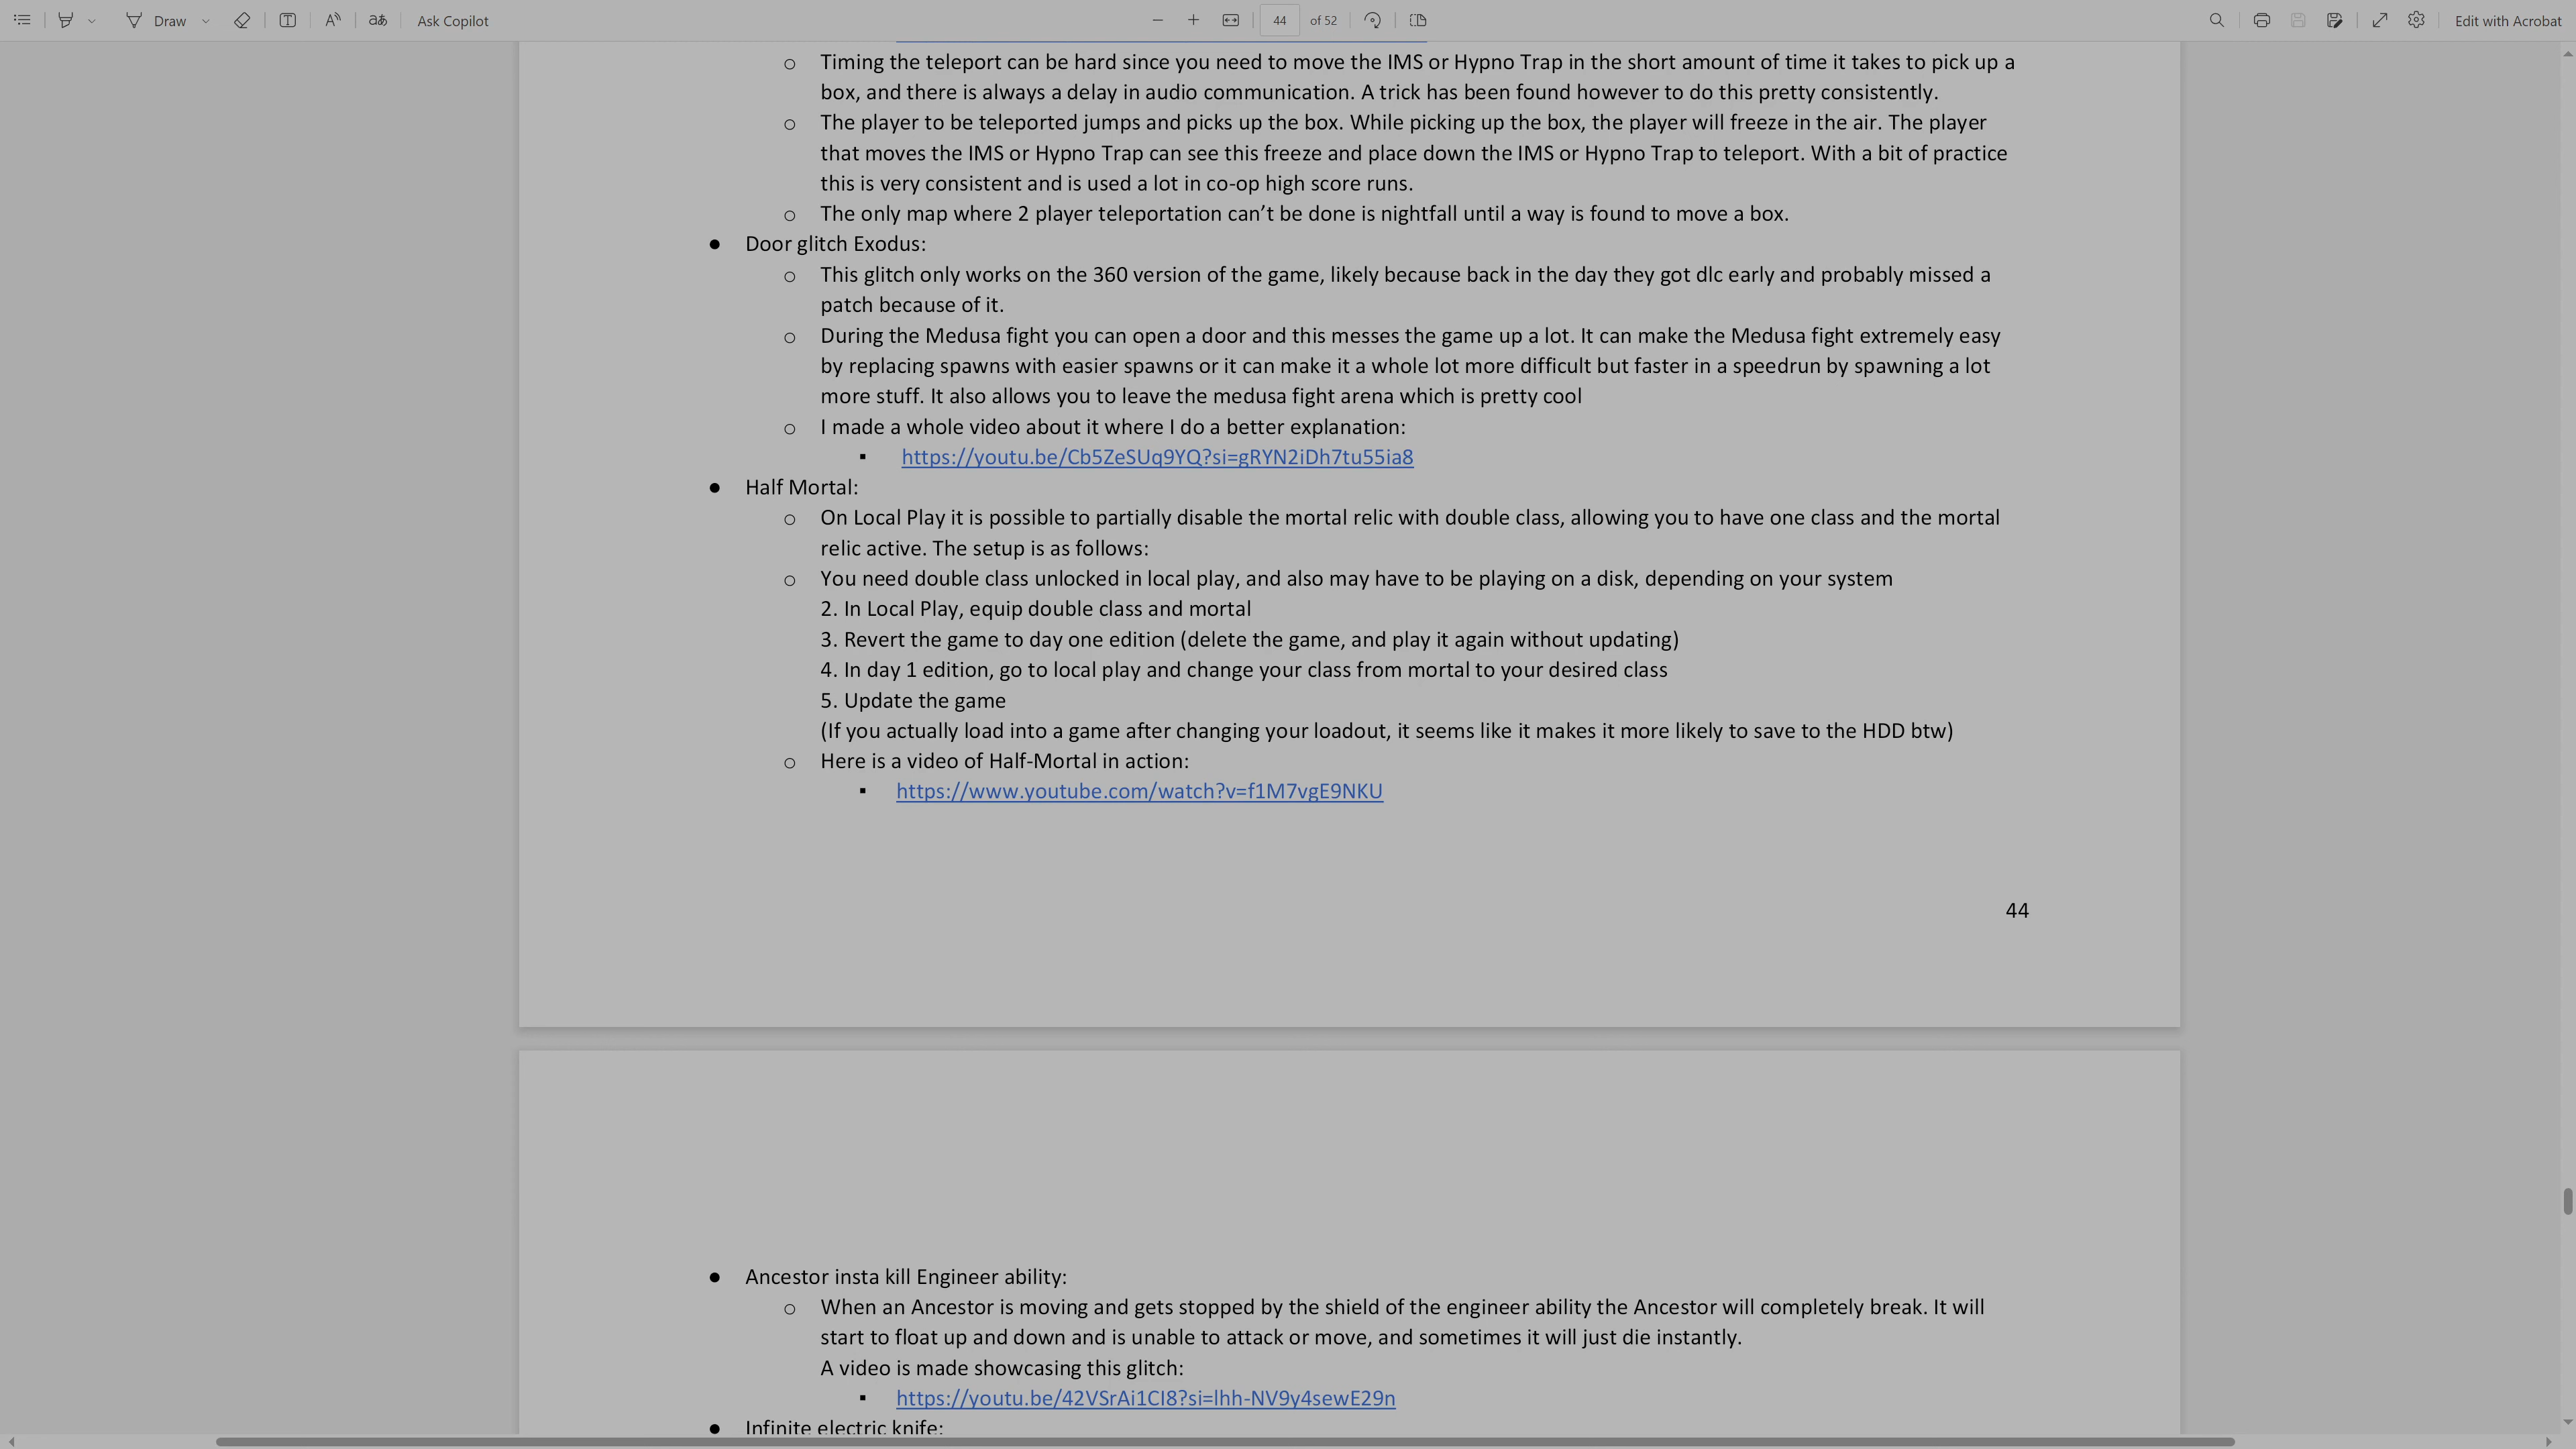 Draw
Ask Copilot
44
of 52
Edit with Acrobat
o Timing the teleport can be hard since you need to move the IMS or Hypno Trap in the short amount of time it takes to pick up a
box, and there is always a delay in audio communication. A trick has been found however to do this pretty consistently.
o The player to be teleported jumps and picks up the box. While picking up the box, the player will freeze in the air. The player
that moves the IMS or Hypno Trap can see this freeze and place down the IMS or Hypno Trap to teleport. With a bit of practice
this is very consistent and is used a lot in co-op high score runs.
o The only map where 2 player teleportation can’t be done is nightfall until a way is found to move a box.
● Door glitch Exodus:
o This glitch only works on the 360 version of the game, likely because back in the day they got dlc early and probably missed a
patch because of it.
o During the Medusa fight you can open a door and this messes the game up a lot. It can make the Medusa fight extremely easy
by replacing spawns with easier spawns or it can make it a whole lot more difficult but faster in a speedrun by spawning a lot
more stuff. It also allows you to leave the medusa fight arena which is pretty cool
o I made a whole video about it where I do a better explanation:
▪ https://youtu.be/Cb5ZeSUq9YQ?si=gRYN2iDh7tu55ia8
● Half Mortal:
o On Local Play it is possible to partially disable the mortal relic with double class, allowing you to have one class and the mortal
relic active. The setup is as follows:
o You need double class unlocked in local play, and also may have to be playing on a disk, depending on your system
2. In Local Play, equip double class and mortal
3. Revert the game to day one edition (delete the game, and play it again without updating)
4. In day 1 edition, go to local play and change your class from mortal to your desired class
5. Update the game
(If you actually load into a game after changing your loadout, it seems like it makes it more likely to save to the HDD btw)
o Here is a video of Half-Mortal in action:
▪ https://www.youtube.com/watch?v=f1M7vgE9NKU
44
● Ancestor insta kill Engineer ability:
o When an Ancestor is moving and gets stopped by the shield of the engineer ability the Ancestor will completely break. It will
start to float up and down and is unable to attack or move, and sometimes it will just die instantly.
A video is made showcasing this glitch:
▪ https://youtu.be/42VSrAi1CI8?si=lhh-NV9y4sewE29n
● Infinite electric knife: